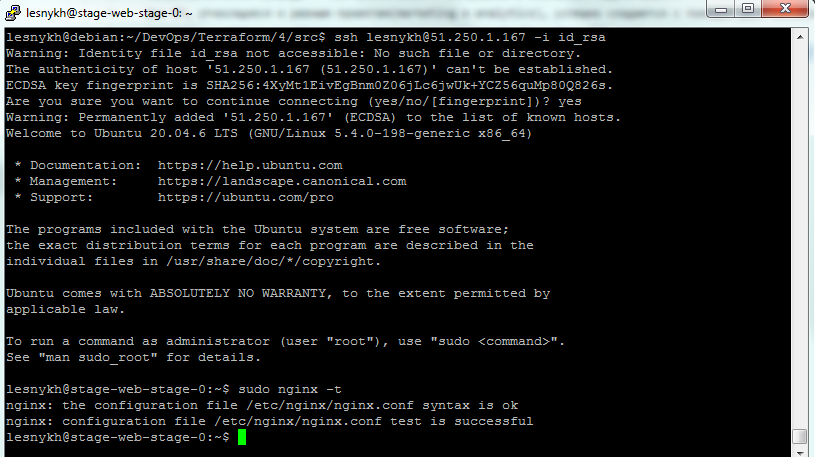 lesnykh@stage-web-stage-0: ~
lesnykh@debian:~/DevOps/Terraform/4/src$ ssh lesnykh@51.250.1.167 -i id_rsa
Warning: Identity file id_rsa not accessible: No such file or directory.
The authenticity of host '51.250.1.167 (51.250.1.167)' can't be established.
ECDSA key fingerprint is SHA256:4XyMt1EivEgBnm0Z06jLc6jwUk+YCZ56quMp80Q826s.
Are you sure you want to continue connecting (yes/no/[fingerprint])? yes
Warning: Permanently added '51.250.1.167' (ECDSA) to the list of known hosts.
Welcome to Ubuntu 20.04.6 LTS (GNU/Linux 5.4.0-198-generic x86_64)

 * Documentation:  https://help.ubuntu.com
 * Management:     https://landscape.canonical.com
 * Support:        https://ubuntu.com/pro

The programs included with the Ubuntu system are free software;
the exact distribution terms for each program are described in the
individual files in /usr/share/doc/*/copyright.

Ubuntu comes with ABSOLUTELY NO WARRANTY, to the extent permitted by
applicable law.

To run a command as administrator (user "root"), use "sudo <command>".
See "man sudo_root" for details.

lesnykh@stage-web-stage-0:~$ sudo nginx -t
nginx: the configuration file /etc/nginx/nginx.conf syntax is ok
nginx: configuration file /etc/nginx/nginx.conf test is successful
lesnykh@stage-web-stage-0:~$